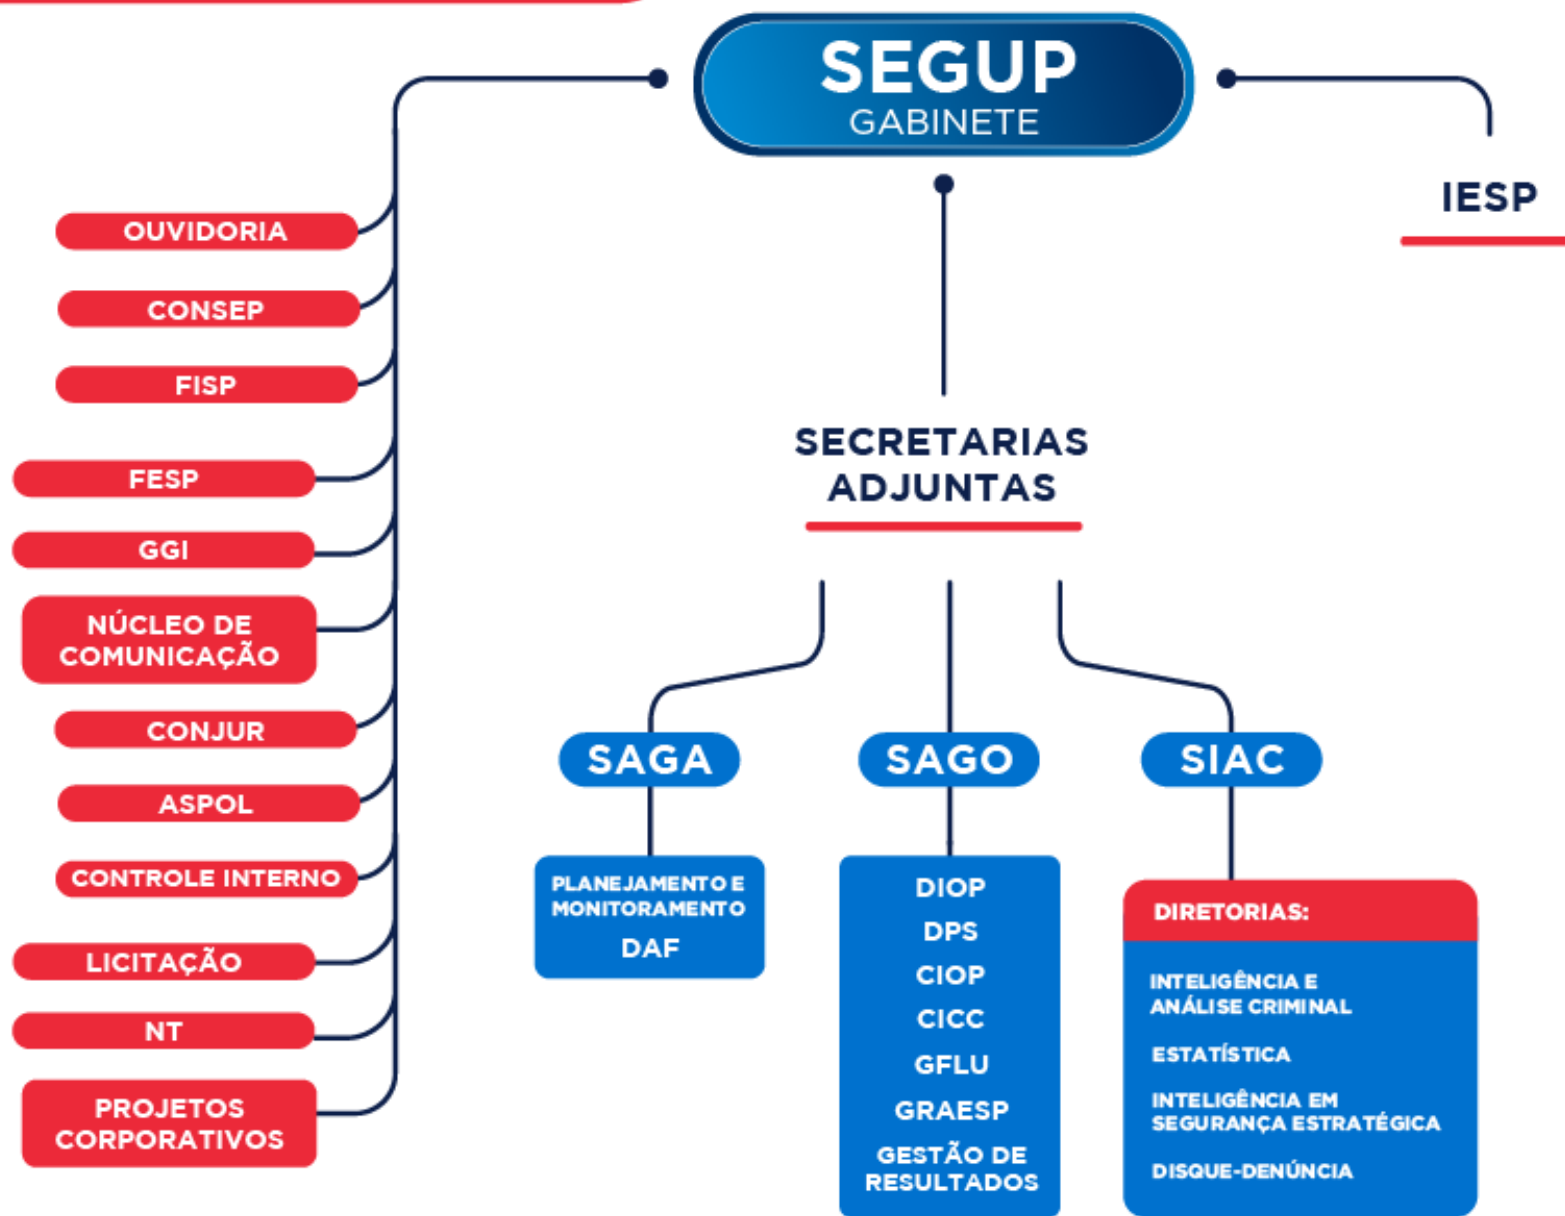 SEGUP
GABINETE
IESP
OUVIDORIA
CONSEP
FISP
FESP
GGI
NÚCLEO DE
COMUNICAÇÃO
CONJUR
ASPOL
CONTROLE INTERNO
LICITAÇÃO
NT
PROJETOS
CORPORATIVOS
SECRETARIAS
ADJUNTAS
SAGA
PLANEJAMENTO E
MONITORAMENTO
DAF
SAGO
DIOP
DPS
CIOP
CICC
GFLU
GRAESP
GESTÃO DE
RESULTADOS
SIAC
DIRETORIAS:
INTELIGÊNCIA E
ANÁLISE CRIMINAL
ESTATÍSTICA
INTELIGÊNCIA EM
SEGURANÇA ESTRATÉGICA
DISQUE-DENÚNCIA